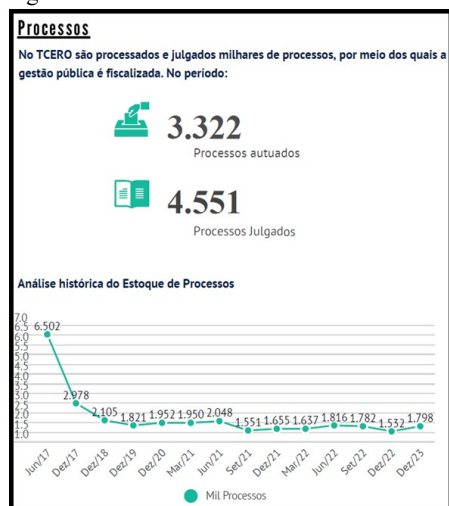 Processos
No TCERO são processados e julgados milhares de processos, por meio dos quais a
gestão pública é fiscalizada. No período:
3.322
Processos autuados
4.551
Processos Julgados
Análise histórica do Estoque de Processos
7.0
6.5
6.0
5.5
5.0
4.5
4.0
3.5
3.0
2.5
2.0
1.5
1.0
6.502 2.978 2.105 1.821 1.952 1.950 2.048 1.551 1.655 1.637 1.816 1.782 1.532 1.798
Jun/17 Dez/17 Dez/18 Dez/19 Dez/20 Mar/21 Jun/21 Set/21 Dez/21 Mar/22 Jun/22 Set/22 Dez/22 Dez/23
Mil Processos